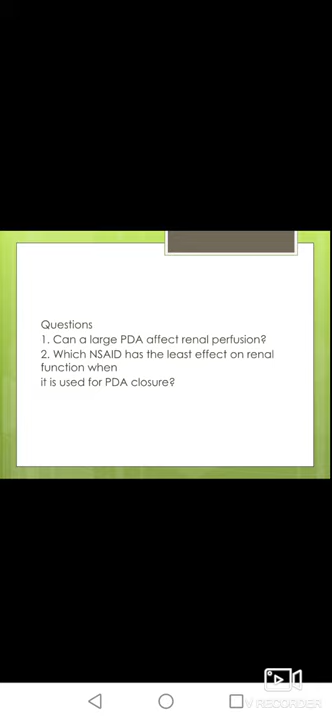 Questions
1. Can a large PDA affect renal perfusion?
2. Which NSAID has the least effect on renal
function when
it is used for PDA closure?
V RECORDER